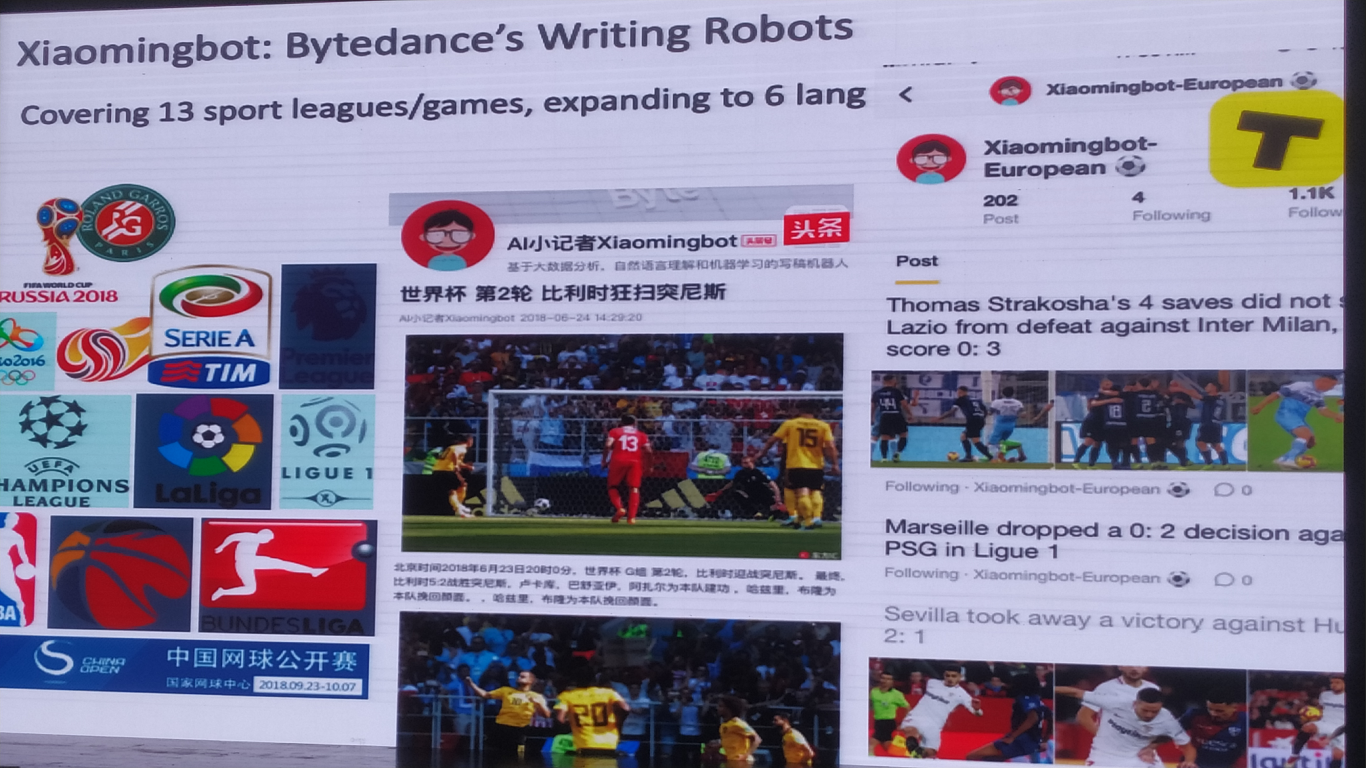 Xiaomingbot: Bytedance's Writing Robots
Covering 13 sport leagues/games, expanding to 6 lang
ROLAND GARROS
PARIS
FIFA WORLD CUP
RUSSIA 2018
SERIE A
TIM
Premier
League
UEFA
CHAMPIONS
LEAGUE
LaLiga
LIGUE 1
BUNDESLIGA
CHINA
OPEN
中国网球公开赛
国家网球中心 2018.09.23-10.07
Byte
AI小记者Xiaomingbot
头条
基于大数据分析，自然语言理解和机器学习的写稿机器人
世界杯 第2轮 比利时狂扫突尼斯
AI小记者Xiaomingbot 2018-06-24 14:29:20
13
15
北京时间2018年6月23日20时0分，世界杯 G组 第2轮，比利时迎战突尼斯。 最终，
比利时5:2战胜突尼斯，卢卡库，巴舒亚伊，阿扎尔为本队建功 。哈兹里，布隆为
本队挽回颜面。 。哈兹里，布隆为本队挽回颜面。
20
Xiaomingbot-European
T
Xiaomingbot-
European
202
Post
4
Following
1.1K
Follow
Post
Thomas Strakosha's 4 saves did not s
Lazio from defeat against Inter Milan,
score 0: 3
44
18
2
Following · Xiaomingbot-European 0
Marseille dropped a 0: 2 decision aga
PSG in Ligue 1
Following · Xiaomingbot-European 0
Sevilla took away a victory against Hu
2: 1